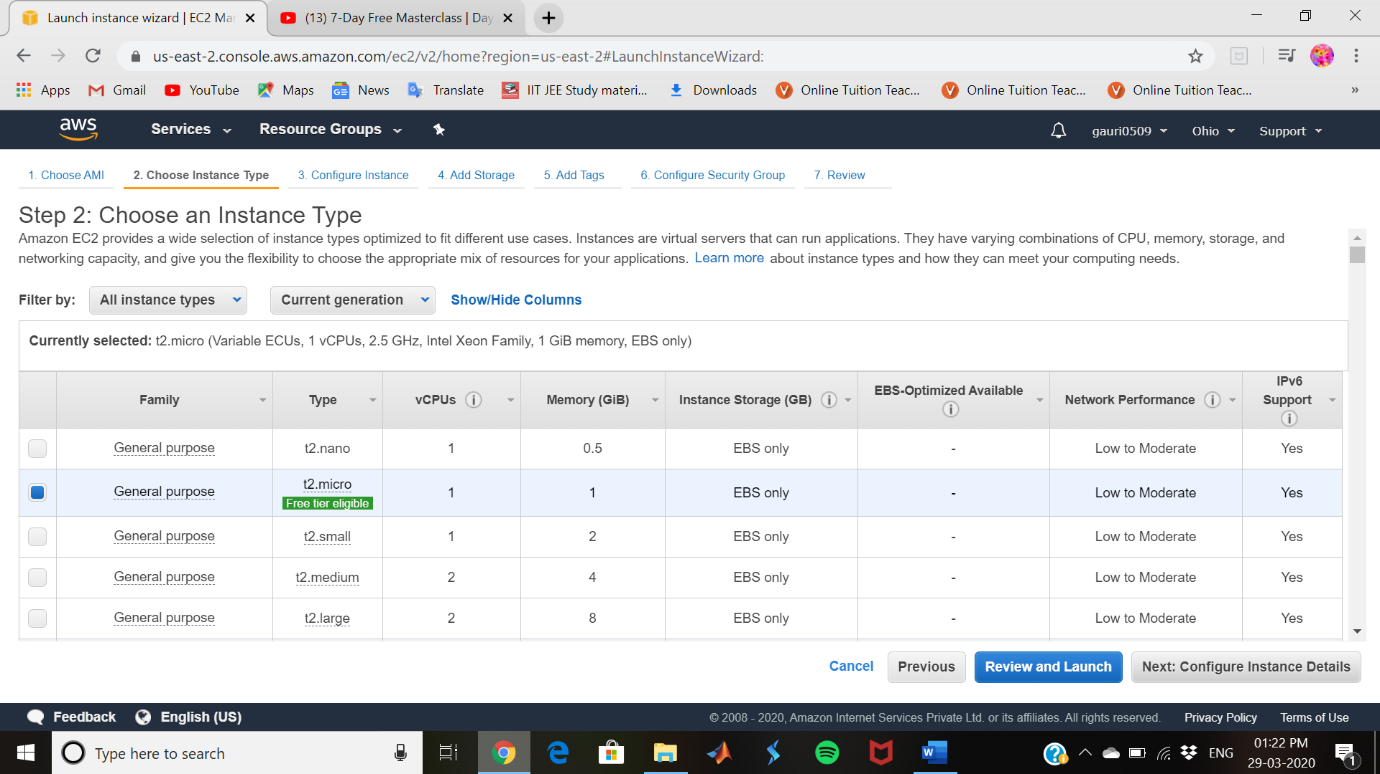 Launch instance wizard | EC2 Ma
(13) 7-Day Free Masterclass | Day
us-east-2.console.aws.amazon.com/ec2/v2/home?region=us-east-2#LaunchInstanceWizard:
Apps Gmail YouTube Maps News Translate IIT JEE Study materi... Downloads Online Tuition Teac... Online Tuition Teac... Online Tuition Teac... »
aws Services Resource Groups gauri0509 Ohio Support
1. Choose AMI 2. Choose Instance Type 3. Configure Instance 4. Add Storage 5. Add Tags 6. Configure Security Group 7. Review
Step 2: Choose an Instance Type
Amazon EC2 provides a wide selection of instance types optimized to fit different use cases. Instances are virtual servers that can run applications. They have varying combinations of CPU, memory, storage, and
networking capacity, and give you the flexibility to choose the appropriate mix of resources for your applications. Learn more about instance types and how they can meet your computing needs.
Filter by: All instance types Current generation Show/Hide Columns
Currently selected: t2.micro (Variable ECUs, 1 vCPUs, 2.5 GHz, Intel Xeon Family, 1 GiB memory, EBS only)
Family Type vCPUs Memory (GiB) Instance Storage (GB) EBS-Optimized Available Network Performance IPv6 Support
General purpose t2.nano 1 0.5 EBS only - Low to Moderate Yes
General purpose t2.micro 1 1 EBS only - Low to Moderate Yes
Free tier eligible
General purpose t2.small 1 2 EBS only - Low to Moderate Yes
General purpose t2.medium 2 4 EBS only - Low to Moderate Yes
General purpose t2.large 2 8 EBS only - Low to Moderate Yes
Cancel Previous Review and Launch Next: Configure Instance Details
Feedback English (US) © 2008 - 2020, Amazon Internet Services Private Ltd. or its affiliates. All rights reserved. Privacy Policy Terms of Use
Type here to search
ENG
01:22 PM
29-03-2020
1